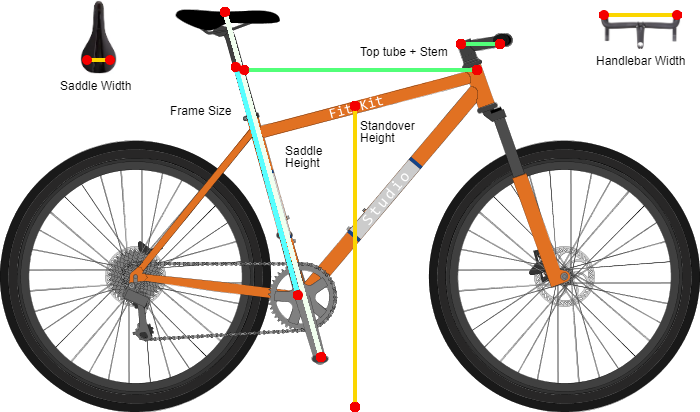 Top tube + Stem
Handlebar Width
Saddle Width
Frame Size
Fit Kit
Standover
Height
Saddle
Height
Studio